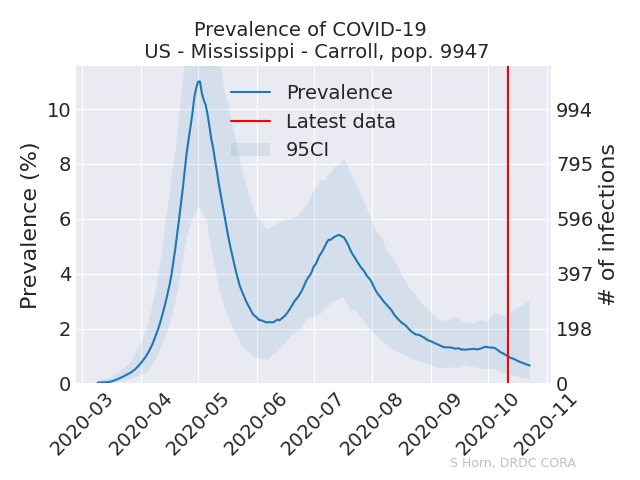 Prevalence of COVID-19
US - Mississippi - Carroll, pop. 9947
Prevalence
Latest data
95CI
Prevalence (%)
10
8
6
4
2
0
# of infections
994
795
596
397
198
0
2020-03
2020-04
2020-05
2020-06
2020-07
2020-08
2020-09
2020-10
2020-11
S Horn, DRDC CORA